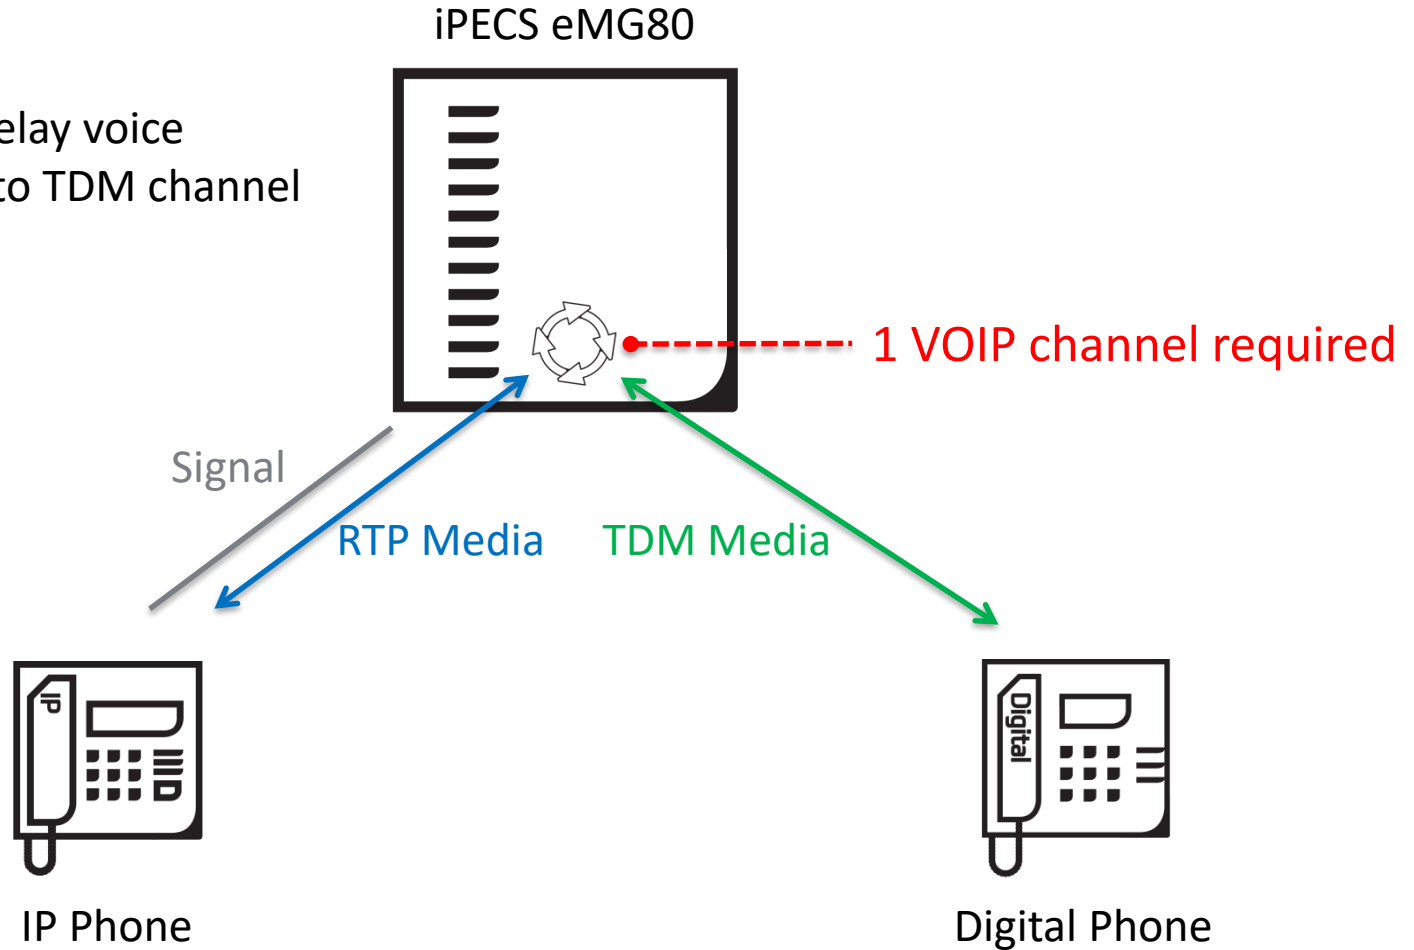 iPECS eMG80
elay voice
to TDM channel
1 VOIP channel required
Signal
RTP Media
TDM Media
IP
Digital
IP Phone
Digital Phone